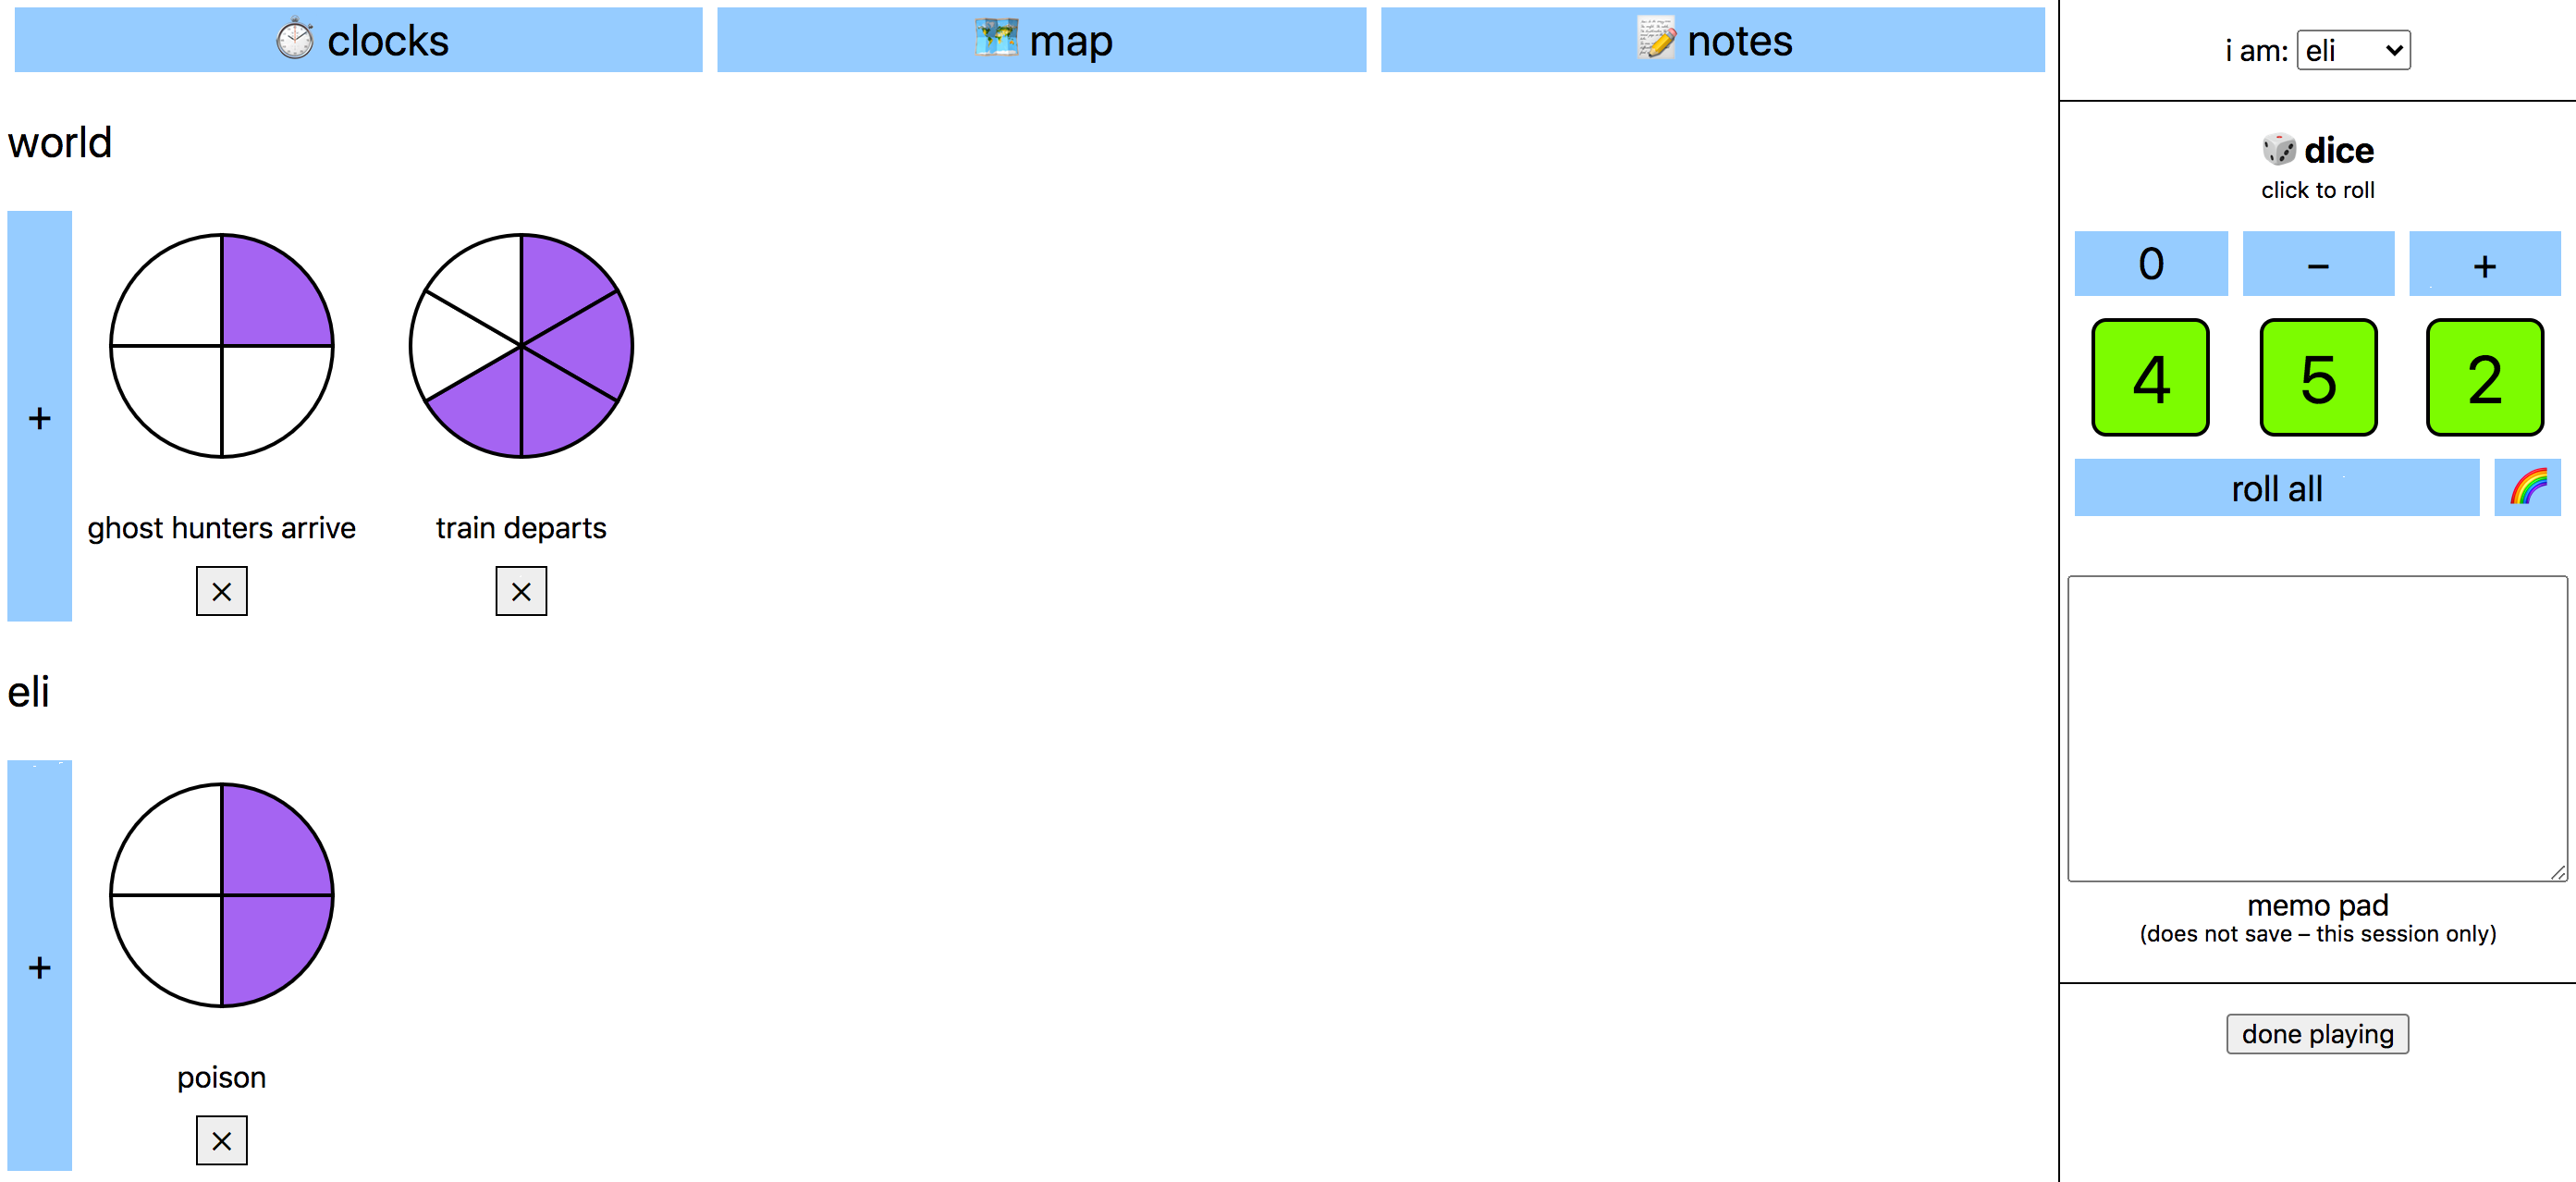 clocks
map
notes
world
+
ghost hunters arrive
train departs
×
×
eli
+
poison
×
i am: eli
dice
click to roll
0
–
+
4
5
2
roll all
memo pad
(does not save – this session only)
done playing